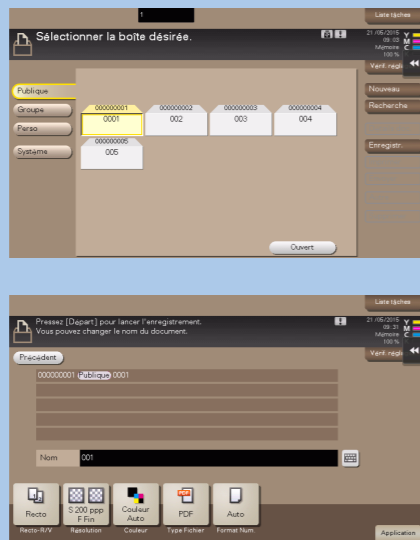 1
Liste tâches
Sélectionner la boîte désirée.
21/05/2015
09:03
Mémoire
100 %
Y
M
C
Vérif. réglag
Publique
Nouveau
Groupe
Recherche
Perso
000000001
000000002
000000003
000000004
0001
002
003
004
Système
000000005
005
Enregistr.
Ouvert
Liste tâches
Pressez [Départ] pour lancer l'enregistrement.
Vous pouvez changer le nom du document.
21/05/2015
09:31
Mémoire
100 %
Y
M
C
Vérif. réglag
Précédent
000000001 Publique 0001
Nom 001
Recto
S 200 ppp
F Fin
Couleur
Auto
PDF
Auto
Recto-R/V
Résolution
Couleur
Type Fichier
Format Num.
Application